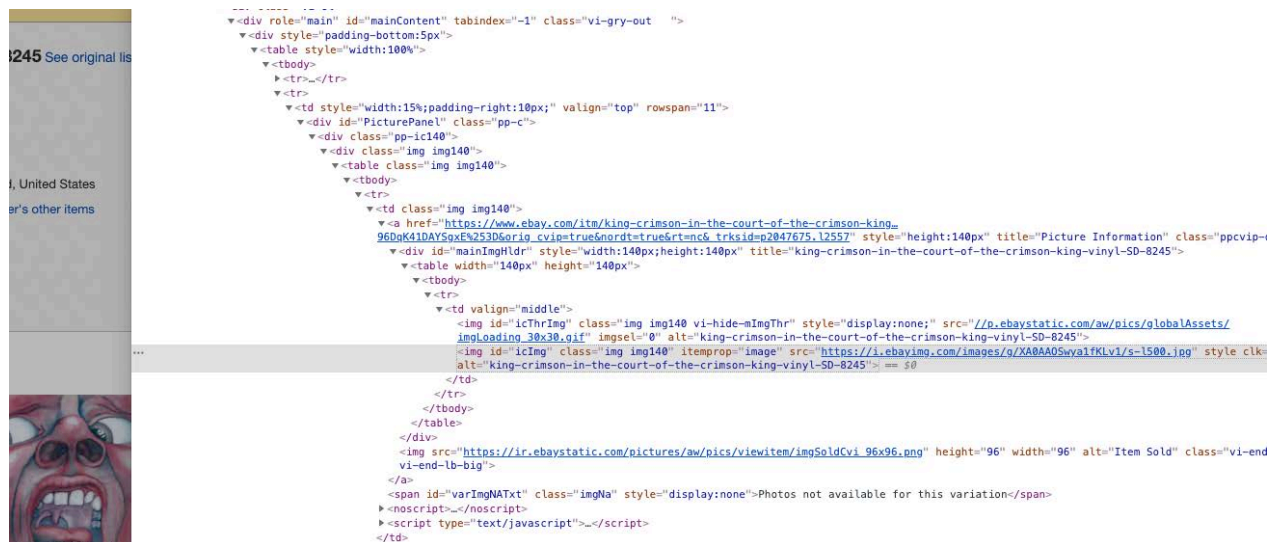 <div role="main" id="mainContent" tabindex="-1" class="vi-gry-out   ">
▼<div style="padding-bottom:5px">
8245 See original lis
▼<table style="width:100%">
▼<tbody>
▶<tr>…</tr>
▼<tr>
▼<td style="width:15%;padding-right:10px;" valign="top" rowspan="11">
▼<div id="PicturePanel" class="pp-c">
▼<div class="pp-ic140">
▼<div class="img img140">
▼<table class="img img140">
▼<tbody>
d, United States
▼<tr>
er's other items
▼<td class="img img140">
▼<a href="https://www.ebay.com/itm/king-crimson-in-the-court-of-the-crimson-king…
96DqK41DAYSgxE%253D&orig_cvip=true&nordt=true&rt=nc&_trksid=p2047675.l2557" style="height:140px" title="Picture Information" class="ppcvip-
▼<div id="mainImgHldr" style="width:140px;height:140px" title="king-crimson-in-the-court-of-the-crimson-king-vinyl-SD-8245">
▼<table width="140px" height="140px">
▼<tbody>
▼<tr>
▼<td valign="middle">
<img id="icThrImg" class="img img140 vi-hide-mImgThr" style="display:none;" src="//p.ebaystatic.com/aw/pics/globalAssets/
imgLoading_30x30.gif" imgsel="0" alt="king-crimson-in-the-court-of-the-crimson-king-vinyl-SD-8245">
… <img id="icImg" class="img img140" itemprop="image" src="https://i.ebayimg.com/images/g/XA0AAOSwya1fKLv1/s-l500.jpg" style clk=
alt="king-crimson-in-the-court-of-the-crimson-king-vinyl-SD-8245"> == $0
</td>
</tr>
</tbody>
</table>
</div>
<img src="https://ir.ebaystatic.com/pictures/aw/pics/viewitem/imgSoldCvi_96x96.png" height="96" width="96" alt="Item Sold" class="vi-end
vi-end-lb-big">
</a>
<span id="varImgNATxt" class="imgNa" style="display:none">Photos not available for this variation</span>
▶<noscript>…</noscript>
▶<script type="text/javascript">…</script>
</td>